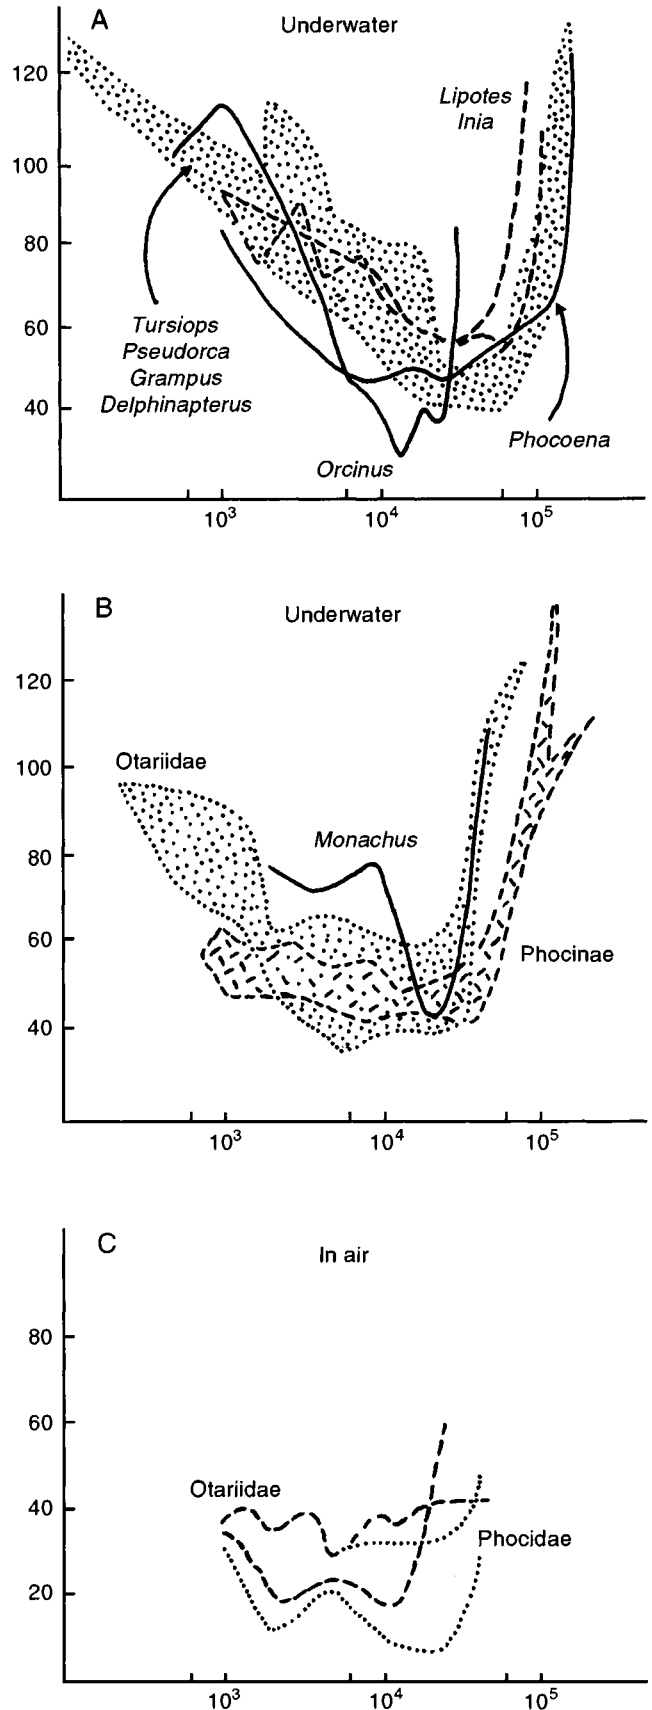 A
Underwater
120
Lipotes
Inia
100
80
60
Tursiops
Pseudorca
Grampus
Delphinapterus
40
Phocoena
Orcinus
10³
10⁴
10⁵
B
Underwater
120
Otariidae
100
Monachus
80
60
Phocinae
40
10³
10⁴
10⁵
C
In air
80
60
Otariidae
40
Phocidae
20
10³
10⁴
10⁵